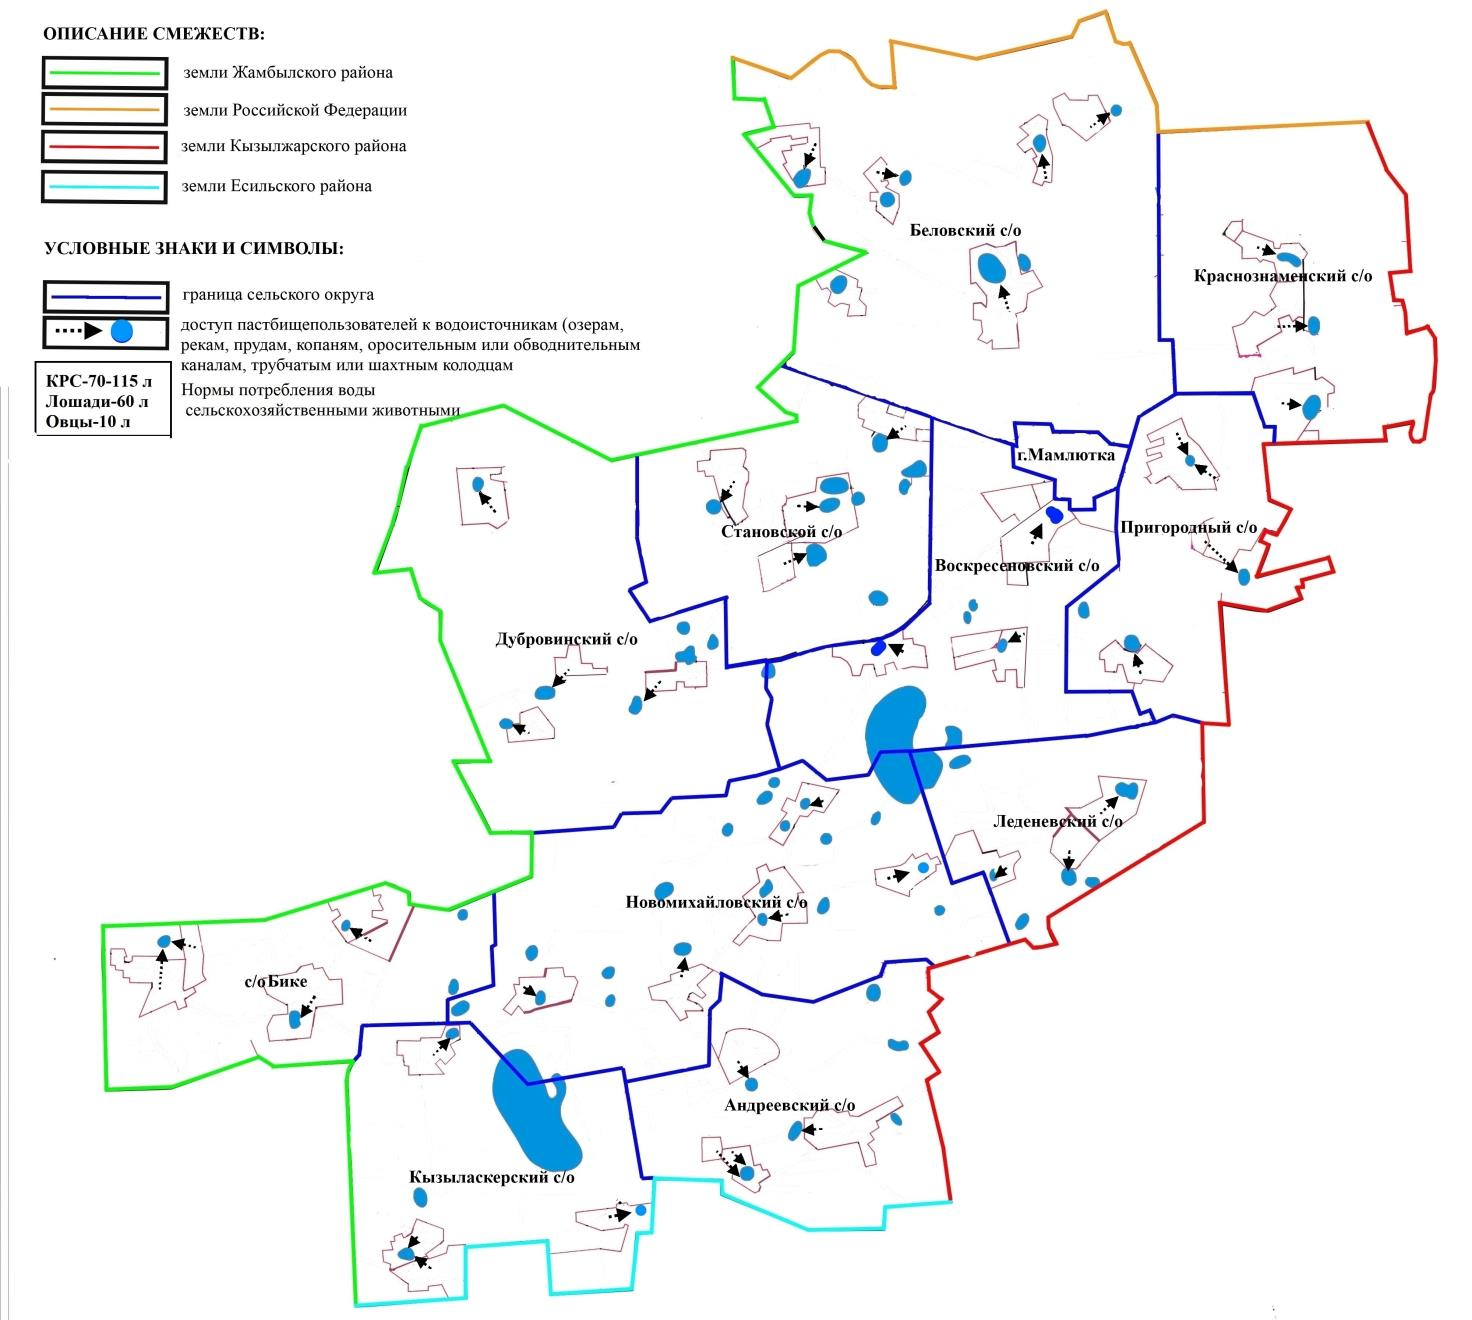 ОПИСАНИЕ СМЕЖЕСТВ:
земли Жамбылского района
земли Российской Федерации
земли Кызылжарского района
земли Есильского района
УСЛОВНЫЕ ЗНАКИ И СИМВОЛЫ:
граница сельского округа
доступ пастбищепользователей к водоисточникам (озерам,
рекам, прудам, копаням, оросительным или обводнительным
каналам, трубчатым или шахтным колодцам
КРС-70-115 л
Лошади-60 л
Овцы-10 л
Нормы потребления воды
сельскохозяйственными животными
Беловский с/о
Краснознаменский с/о
г.Мамлютка
Становской с/о
Пригородный с/о
Воскресеновский с/о
Дубровинский с/о
Леденевский с/о
Новомихайловский с/о
с/оБике
Андреевский с/о
Кызыласкерский с/о